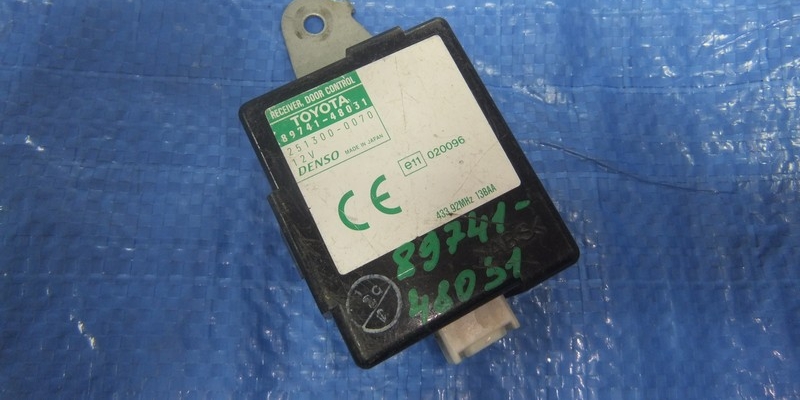 RECEIVER, DOOR CONTROL
TOYOTA
89741-48031
251300-0070
12V
DENSO MADE IN JAPAN
e11 020096
CE
433.92MHz 13BAA
89741-
48031